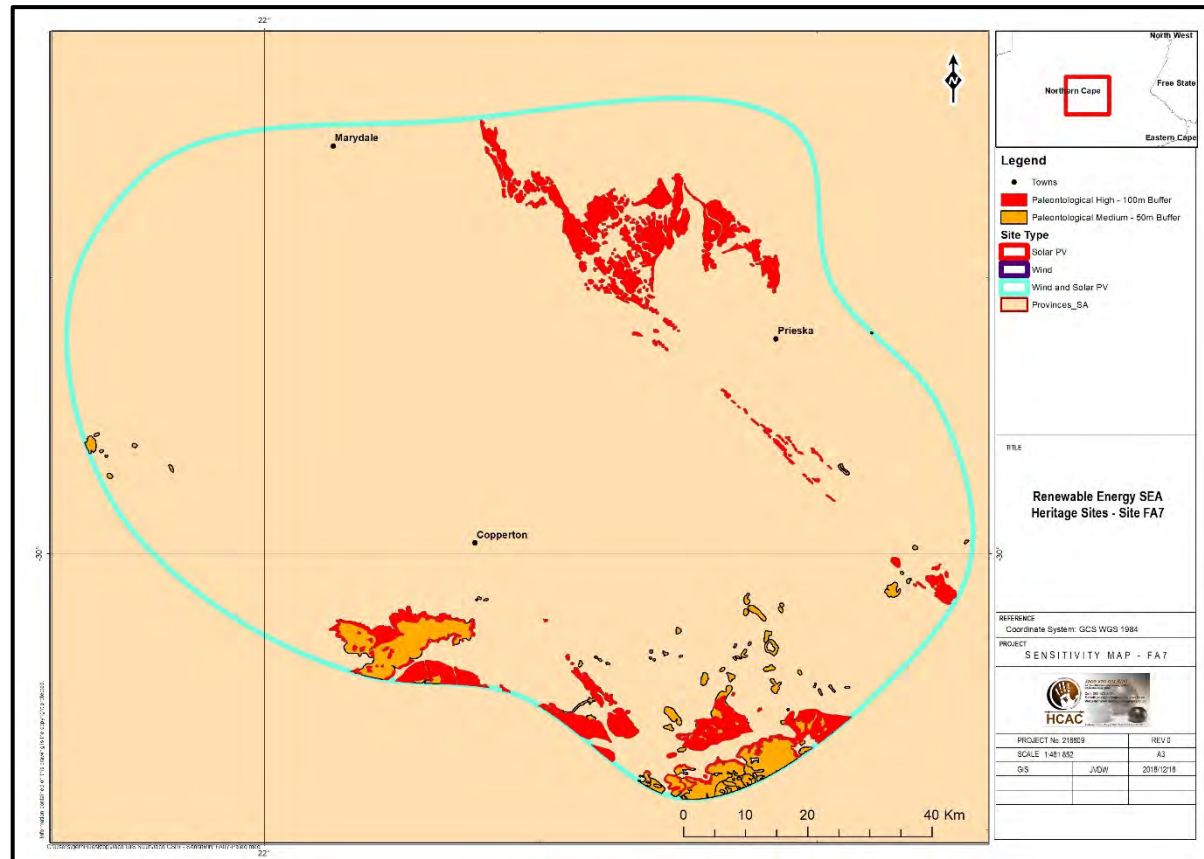 22°
Marydale
Prieska
Copperton
-30°
-30°
0 10 20 40 Km
22°
North West
Northern Cape
Free State
Eastern Cape
Legend
Towns
Paleontological High - 100m Buffer
Paleontological Medium - 50m Buffer
Site Type
Solar PV
Wind
Wind and Solar PV
Provinces_SA
TITLE
Renewable Energy SEA
Heritage Sites - Site FA7
REFERENCE
Coordinate System: GCS WGS 1984
PROJECT
SENSITIVITY MAP - FA7
HCAC
PROJECT No. 218809 REV 0
SCALE 1:481 852 A3
GIS JVDW 2018/12/18